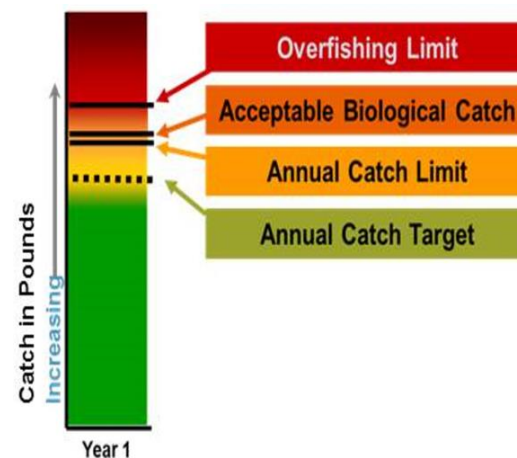 Overfishing Limit
Acceptable Biological Catch
Annual Catch Limit
Annual Catch Target
Catch in Pounds
Increasing
Year 1